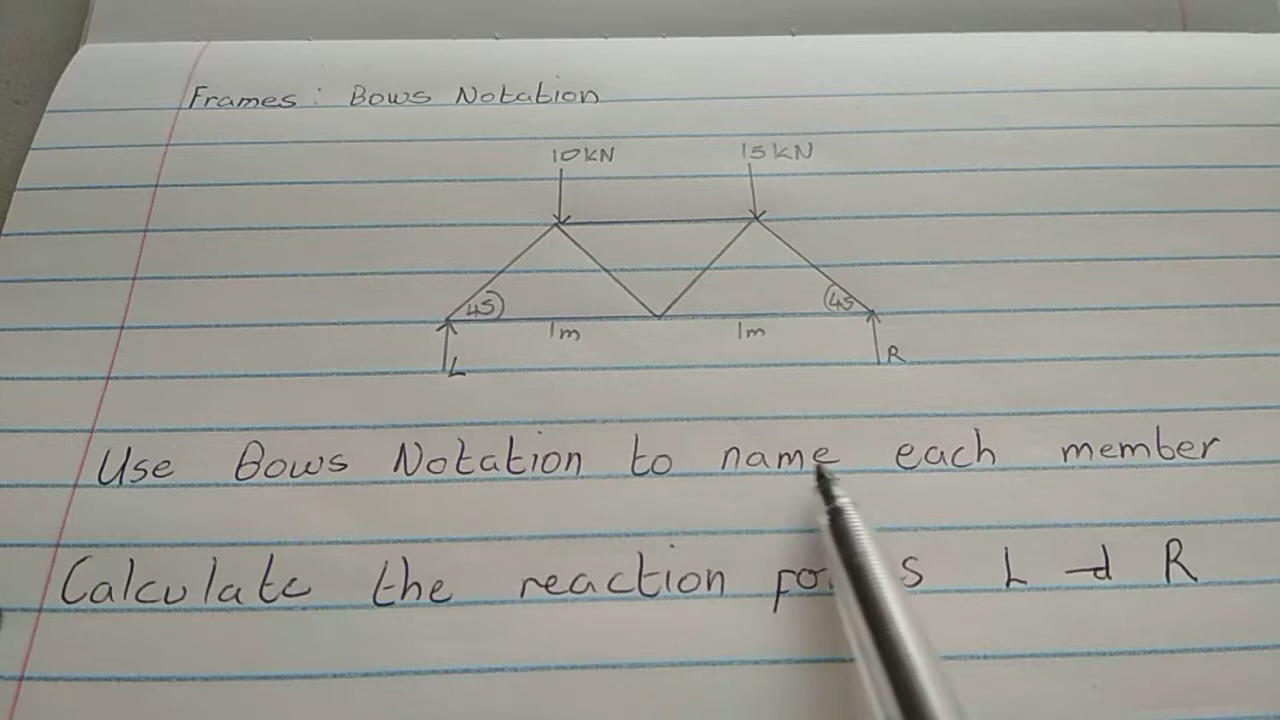 Frames: Bows Notation
10KN 15KN
45 45
1m 1m
L R
Use Bows Notation to name each member
Calculate the reaction L R